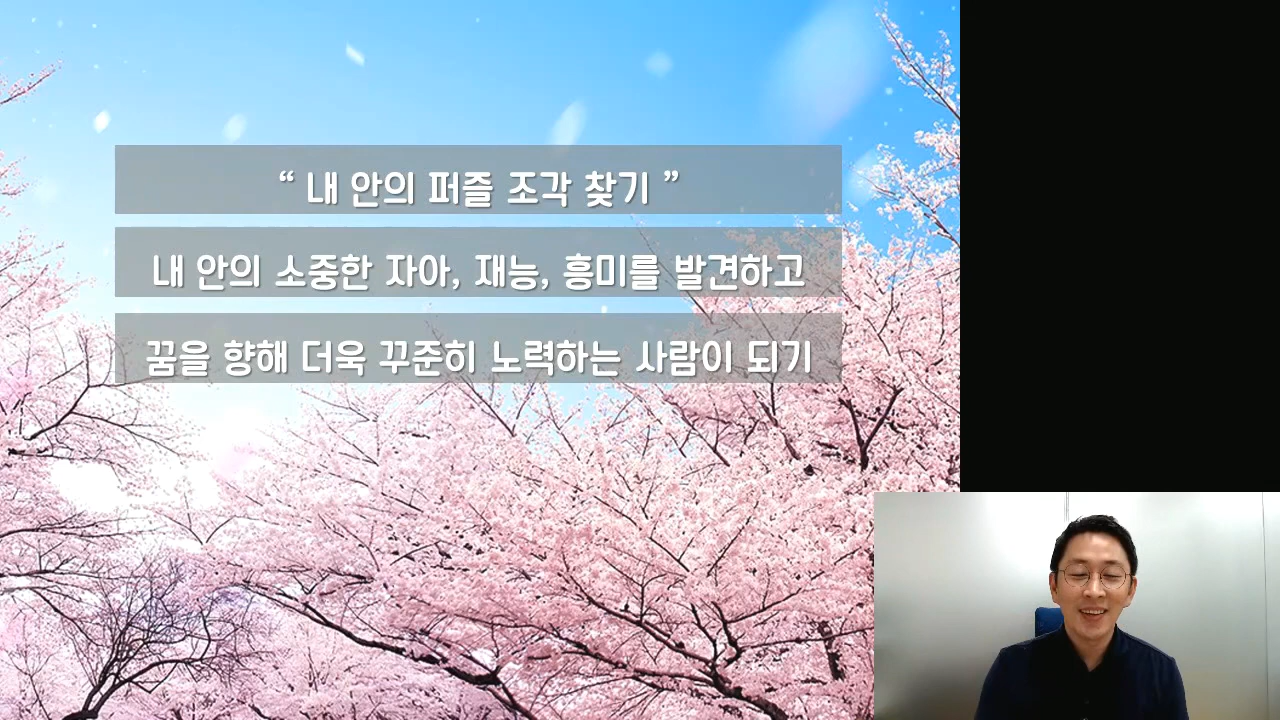 “ 내 안의 퍼즐 조각 찾기 ”
내 안의 소중한 자아, 재능, 흥미를 발견하고
꿈을 향해 더욱 꾸준히 노력하는 사람이 되기